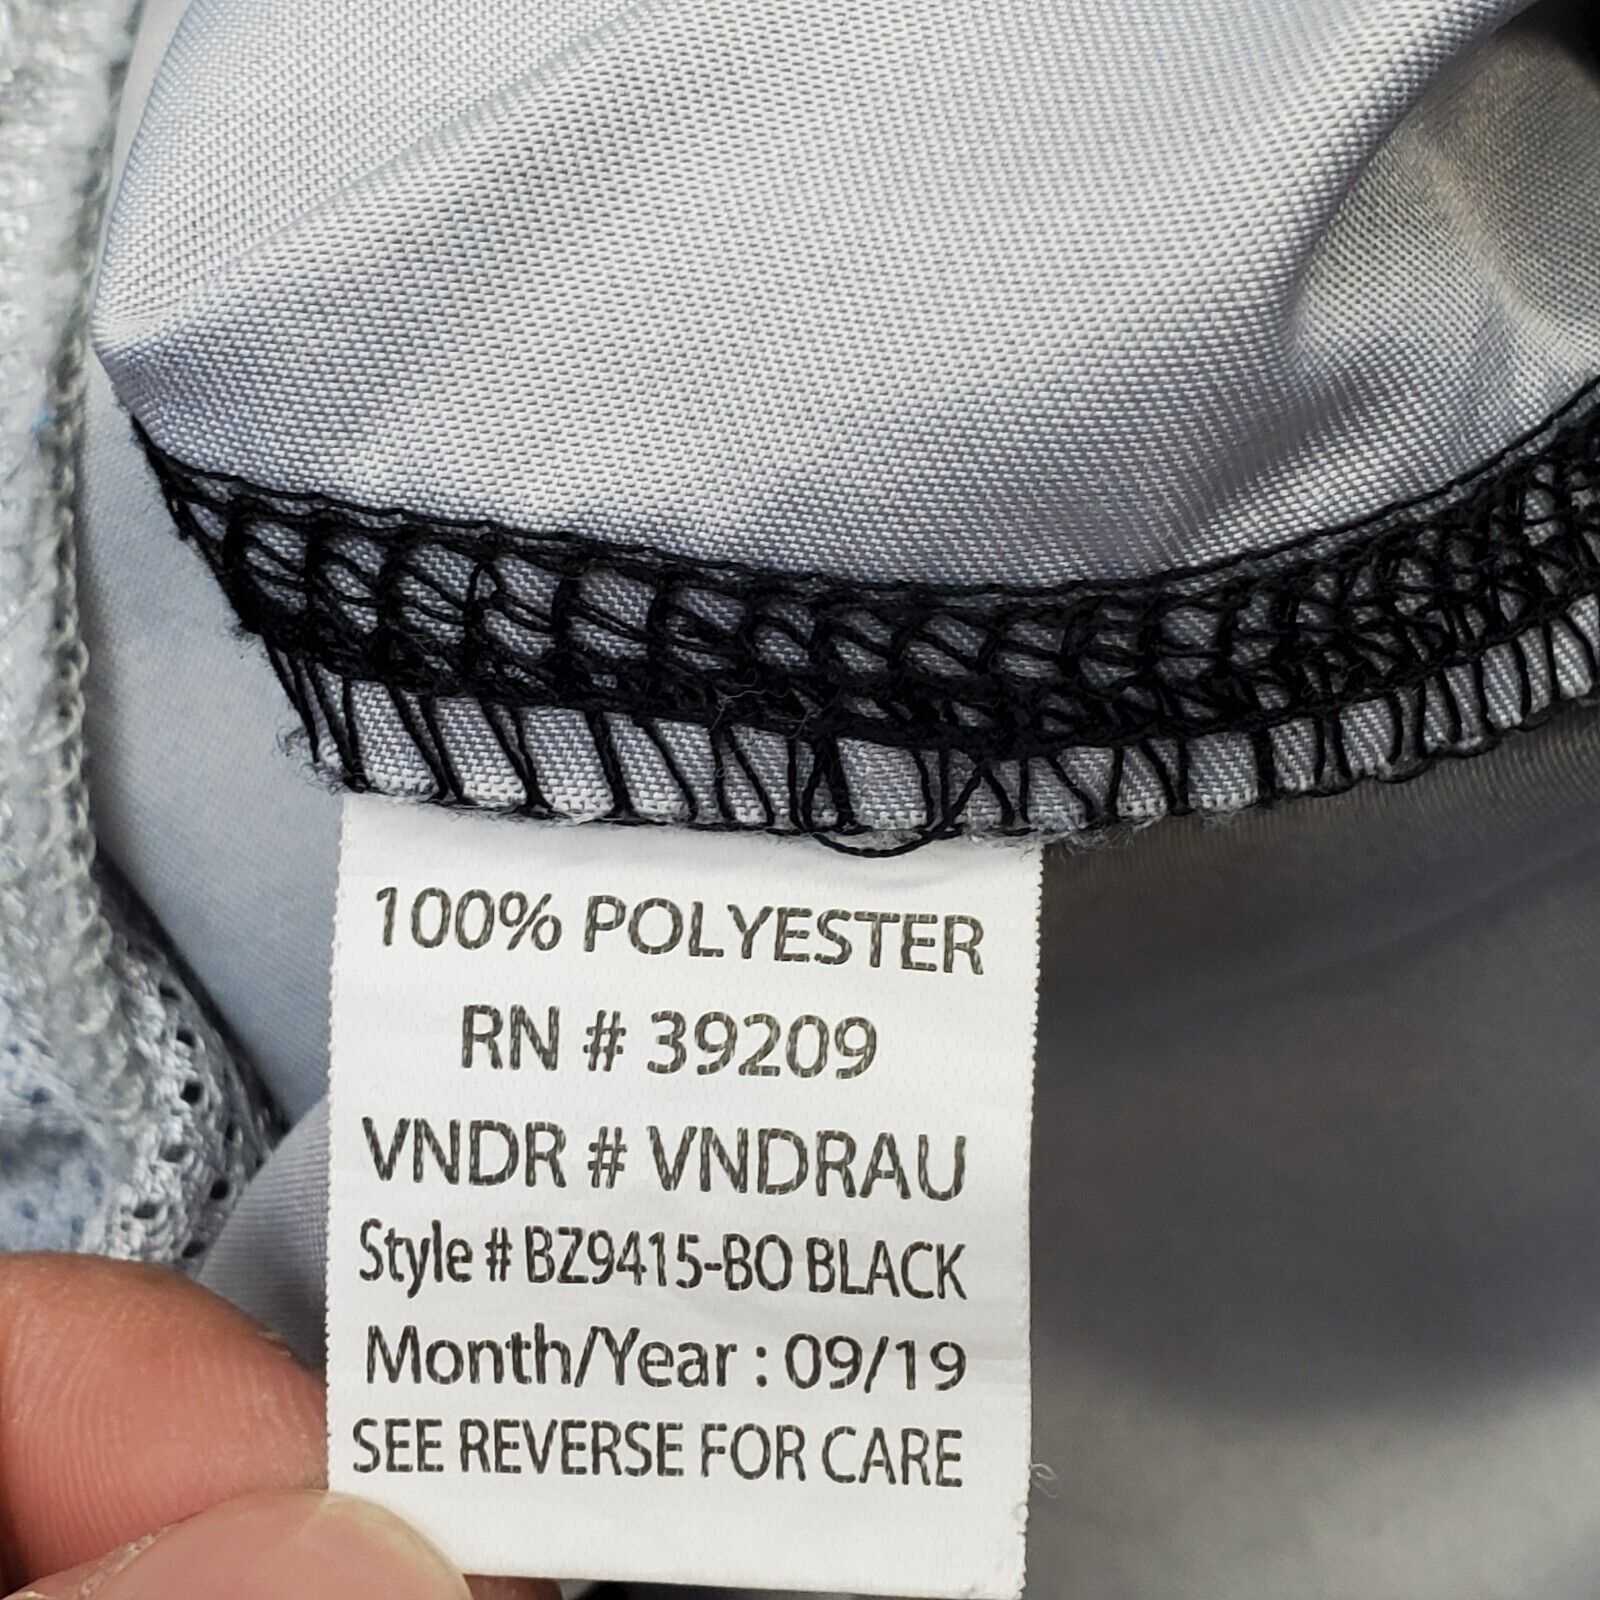 100% POLYESTER
RN # 39209
VNDR # VNDRAU
Style # BZ9415-BO BLACK
Month/Year : 09/19
SEE REVERSE FOR CARE